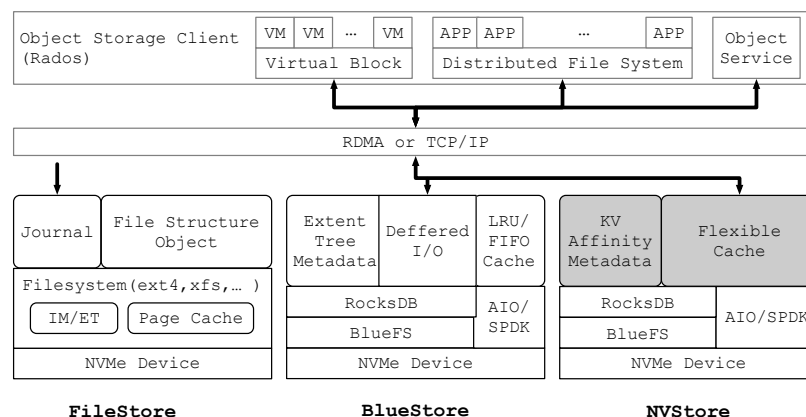 Object Storage Client
(Rados)
VM VM … VM
Virtual Block
APP APP … APP
Distributed File System
Object
Service
RDMA or TCP/IP
Journal
File Structure
Object
Filesystem(ext4,xfs,… )
IM/ET
Page Cache
NVMe Device
FileStore
Extent
Tree
Metadata
Deffered
I/O
LRU/
FIFO
Cache
RocksDB
BlueFS
AIO/
SPDK
NVMe Device
BlueStore
KV
Affinity
Metadata
Flexible
Cache
RocksDB
BlueFS
AIO/SPDK
NVMe Device
NVStore